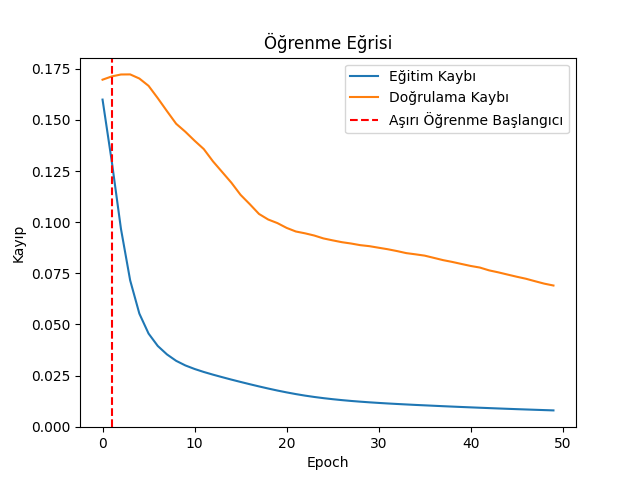 Öğrenme Eğrisi
Eğitim Kaybı
Doğrulama Kaybı
Aşırı Öğrenme Başlangıcı
Kayıp
0.175
0.150
0.125
0.100
0.075
0.050
0.025
0.000
0 10 20 30 40 50
Epoch